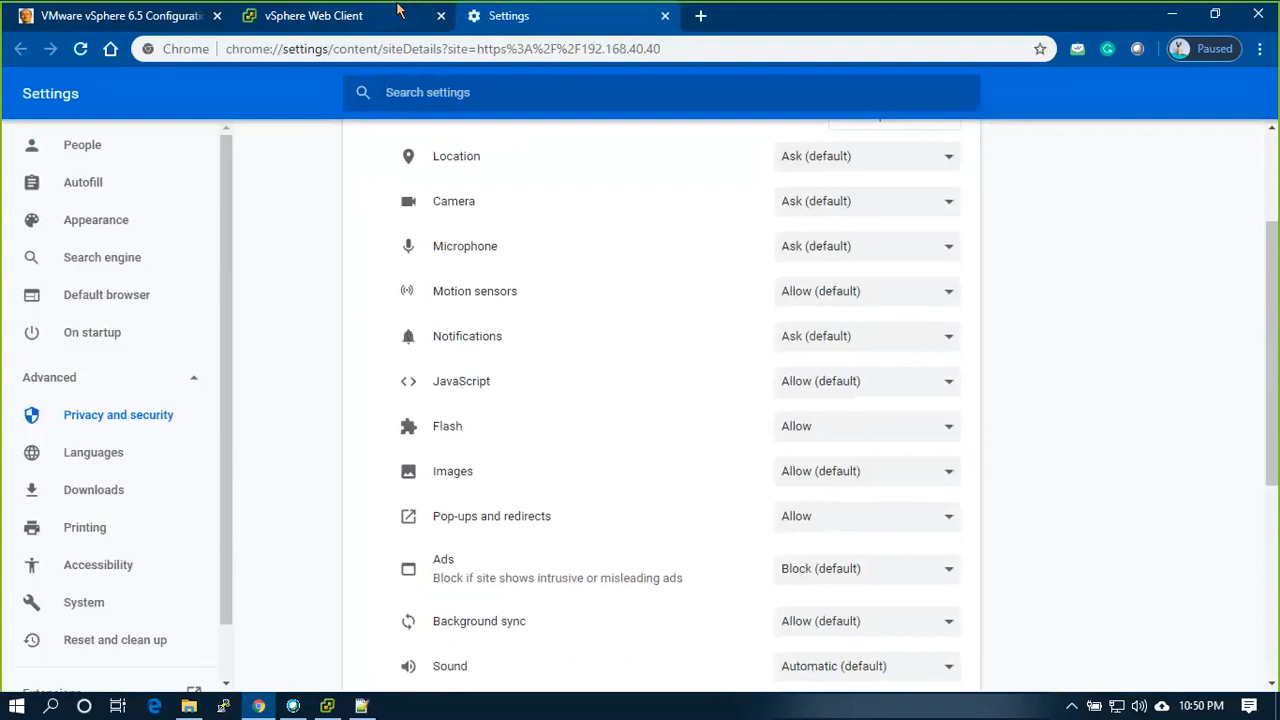 VMware vSphere 6.5 Configurati
vSphere Web Client
Settings
Chrome
chrome://settings/content/siteDetails?site=https%3A%2F%2F192.168.40.40
Paused
Settings
Search settings
People
Autofill
Appearance
Search engine
Default browser
On startup
Advanced
Privacy and security
Languages
Downloads
Printing
Accessibility
System
Reset and clean up
Location
Ask (default)
Camera
Ask (default)
Microphone
Ask (default)
Motion sensors
Allow (default)
Notifications
Ask (default)
JavaScript
Allow (default)
Flash
Allow
Images
Allow (default)
Pop-ups and redirects
Allow
Ads
Block if site shows intrusive or misleading ads
Block (default)
Background sync
Allow (default)
Sound
Automatic (default)
10:50 PM